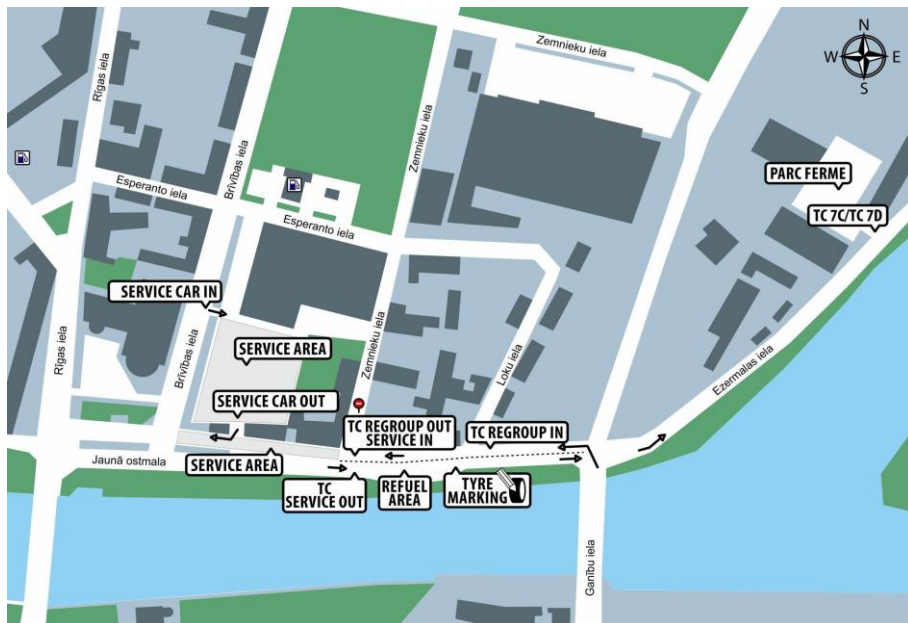 N
W E
S
Zemnieku iela
Rīgas iela
Brīvības iela
Zemnieku iela
PARC FERME
TC 7C/TC 7D
Esperanto iela
Esperanto iela
SERVICE CAR IN
SERVICE AREA
Rīgas iela
Brīvības iela
Zemnieku iela
Loku iela
Ezermalas iela
SERVICE CAR OUT
TC REGROUP OUT
SERVICE IN
TC REGROUP IN
Jaunā ostmala
SERVICE AREA
TC
SERVICE OUT
REFUEL
AREA
TYRE
MARKING
Ganību iela